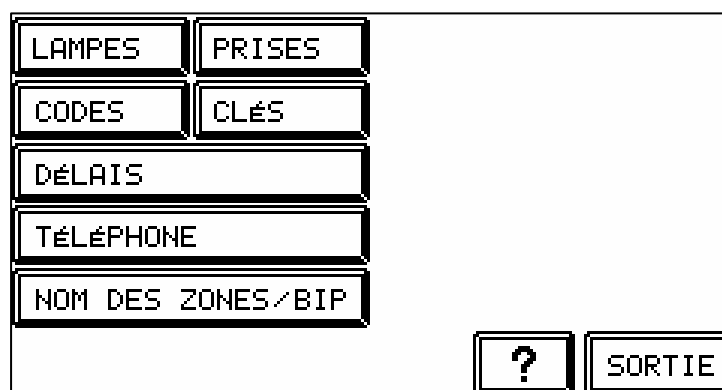 LAMPES PRISES
CODES CLéS
DéLAIS
TéLéPHONE
NOM DES ZONES/BIP
? SORTIE